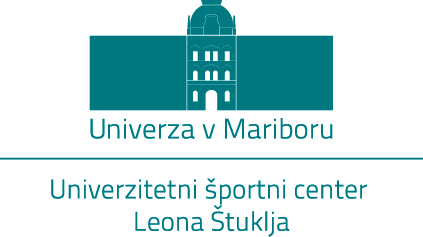 Univerza v Mariboru
Univerzitetni športni center
Leona Štuklja